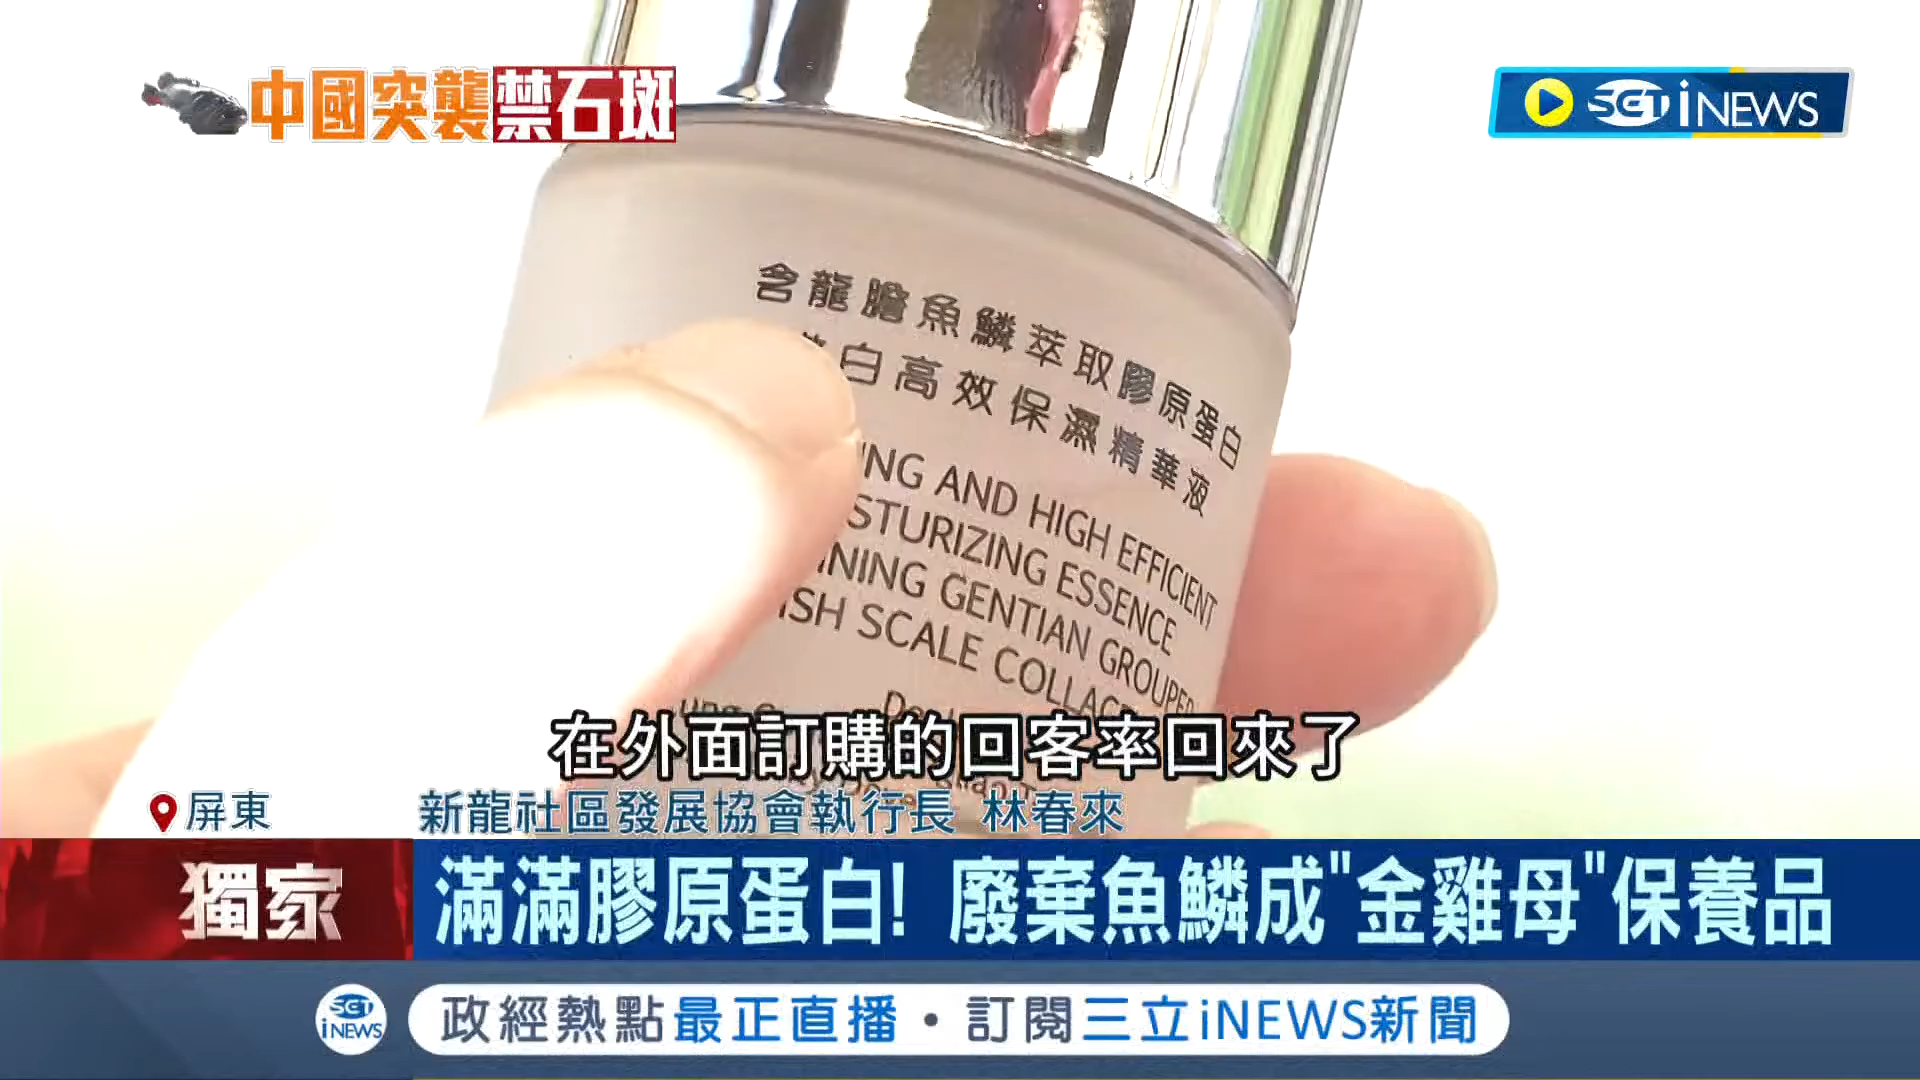 中國突襲禁石斑
SET iNEWS
含龍膽魚鱗萃取膠原蛋白
白高效保濕精華液
ING AND HIGH EFFICIENT
STURIZING ESSENCE
INING GENTIAN GROUPER
ISH SCALE COLLAGE
在外面訂購的回客率回來了
屏東
新龍社區發展協會執行長 林春來
獨家
滿滿膠原蛋白! 廢棄魚鱗成"金雞母"保養品
SET iNEWS
政經熱點最正直播・訂閱三立iNEWS新聞